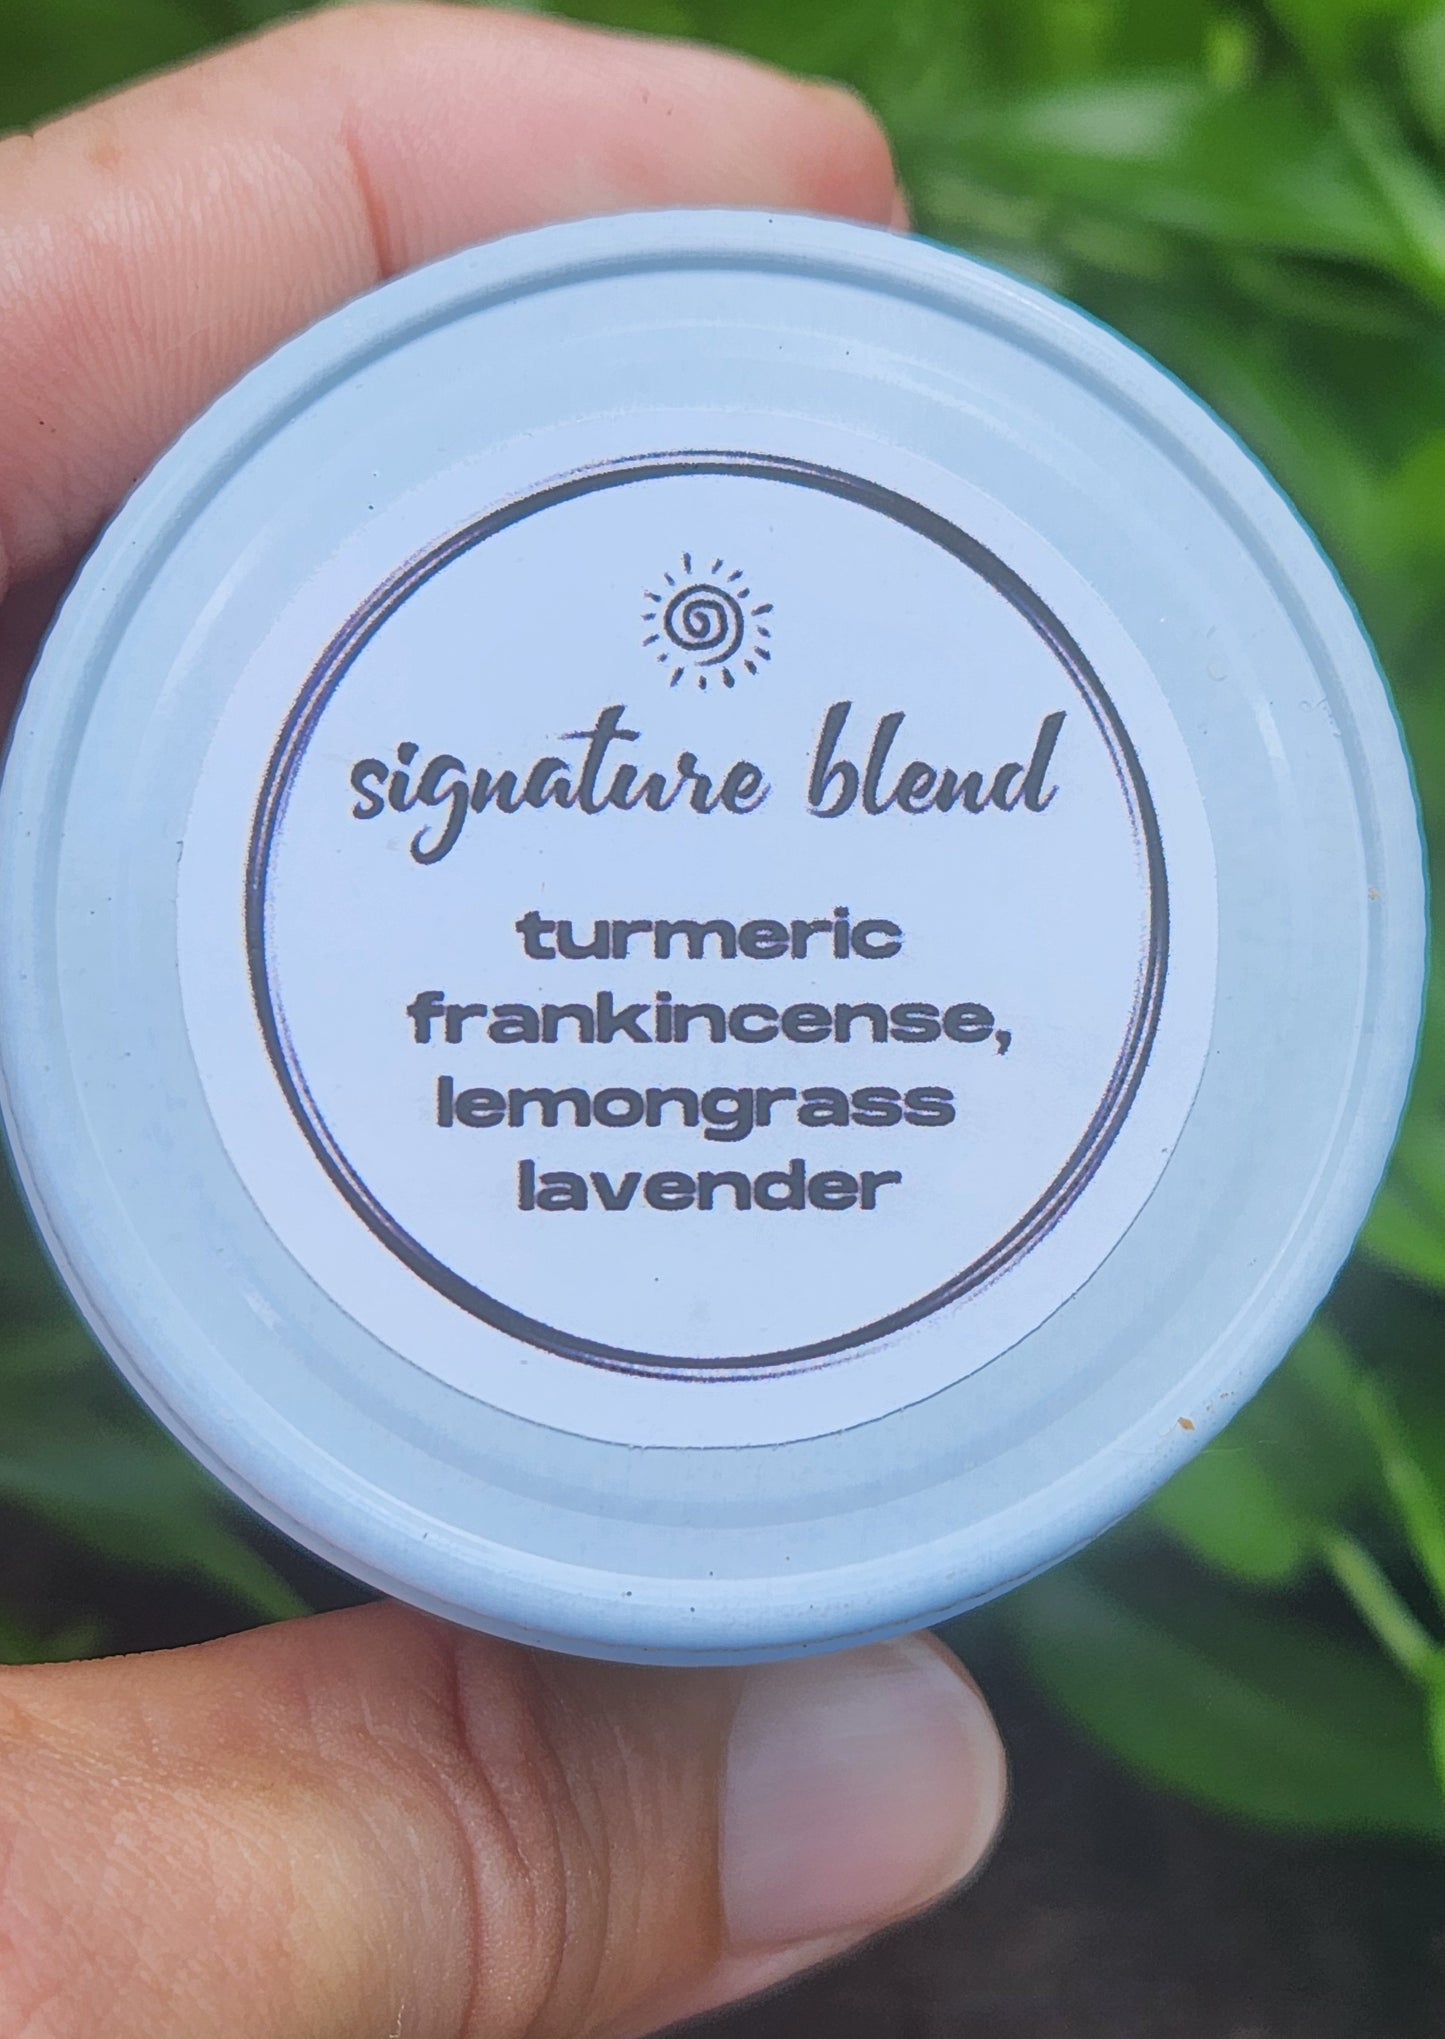 signature blend
turmeric
frankincense,
lemongrass
lavender